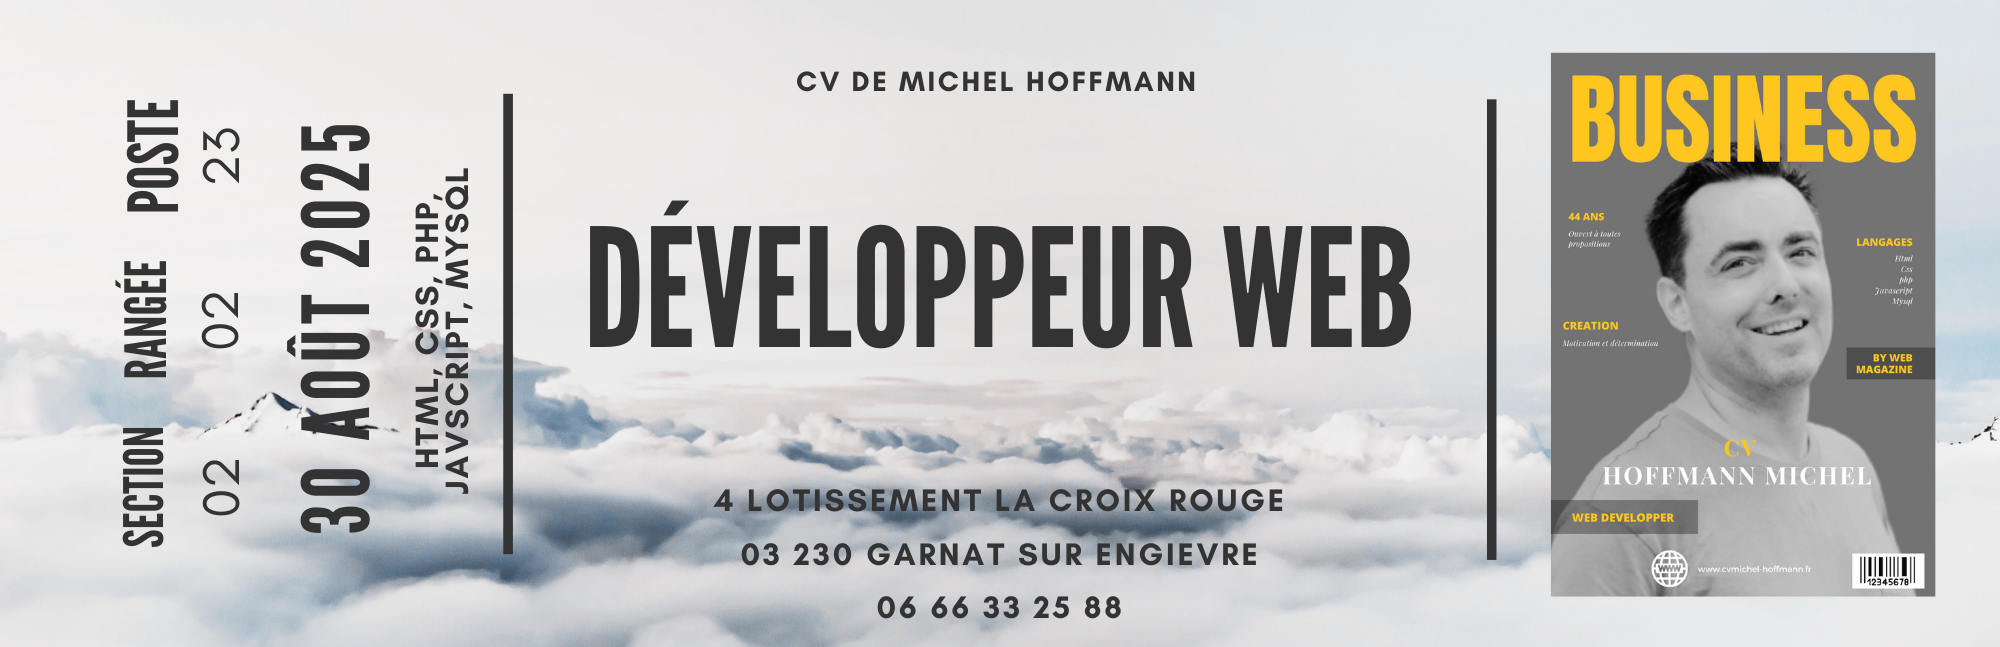 SECTION RANGÉE POSTE
02 02 23
30 AOÛT 2025
HTML, CSS, PHP,
JAVSCRIPT, MYSQL
CV DE MICHEL HOFFMANN
DÉVELOPPEUR WEB
4 LOTISSEMENT LA CROIX ROUGE
03 230 GARNAT SUR ENGIEVRE
06 66 33 25 88
BUSINESS
44 ANS
Ouvert à toutes
propositions
LANGAGES
Html
Css
php
Javascript
Mysql
CREATION
Motivation et détermination
BY WEB
MAGAZINE
CV
HOFFMANN MICHEL
WEB DEVELOPPER
WWW
www.cvmichel-hoffmann.fr
12345678